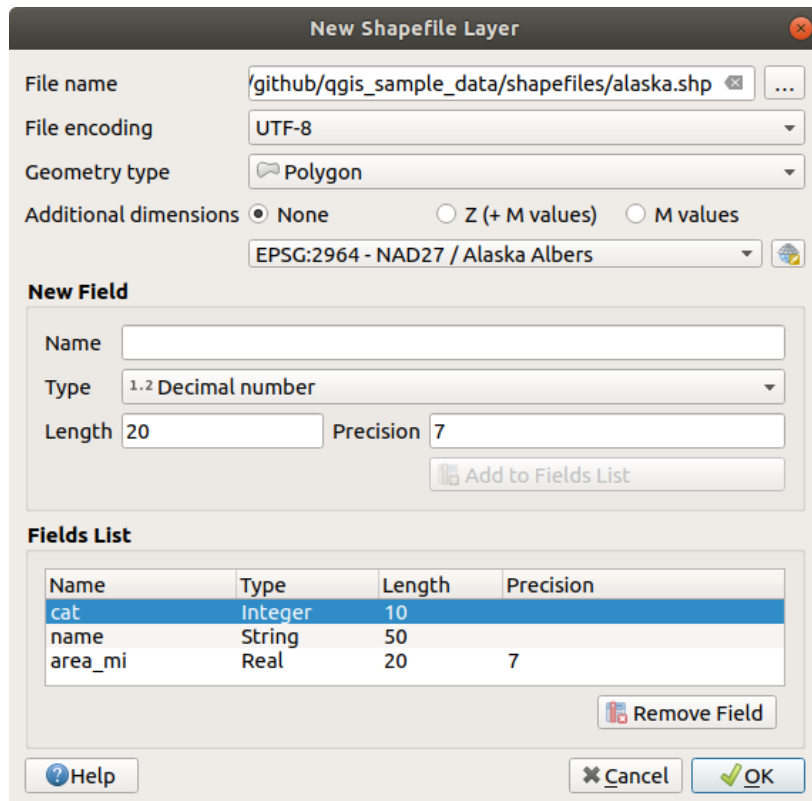 New Shapefile Layer
File name /github/qgis_sample_data/shapefiles/alaska.shp ...
File encoding UTF-8
Geometry type Polygon
Additional dimensions None Z (+ M values) M values
EPSG:2964 - NAD27 / Alaska Albers
New Field
Name
Type 1.2 Decimal number
Length 20 Precision 7
Add to Fields List
Fields List
Name Type Length Precision
cat Integer 10
name String 50
area_mi Real 20 7
Remove Field
Help Cancel OK